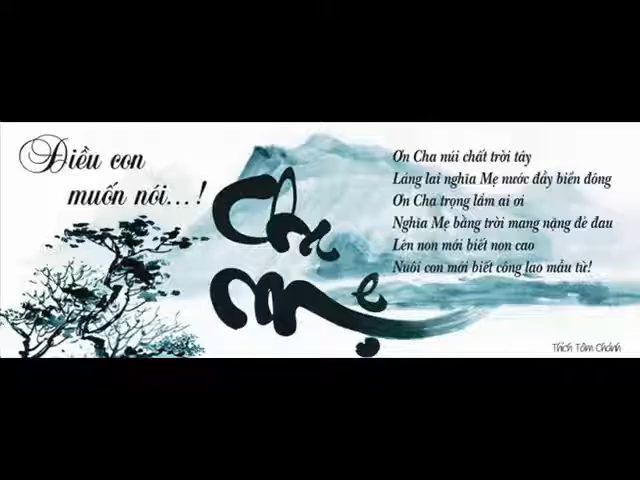 Điều con
muốn nói...!
Cha
Mẹ
Ơn Cha núi chất trời tây
Láng lai nghĩa Mẹ nước đầy biển đông
Ơn Cha trọng lắm ai ơi
Nghĩa Mẹ bằng trời mang nặng đẻ đau
Lên non mới biết non cao
Nuôi con mới biết công lao mẫu từ!
Thích Tâm Chánh